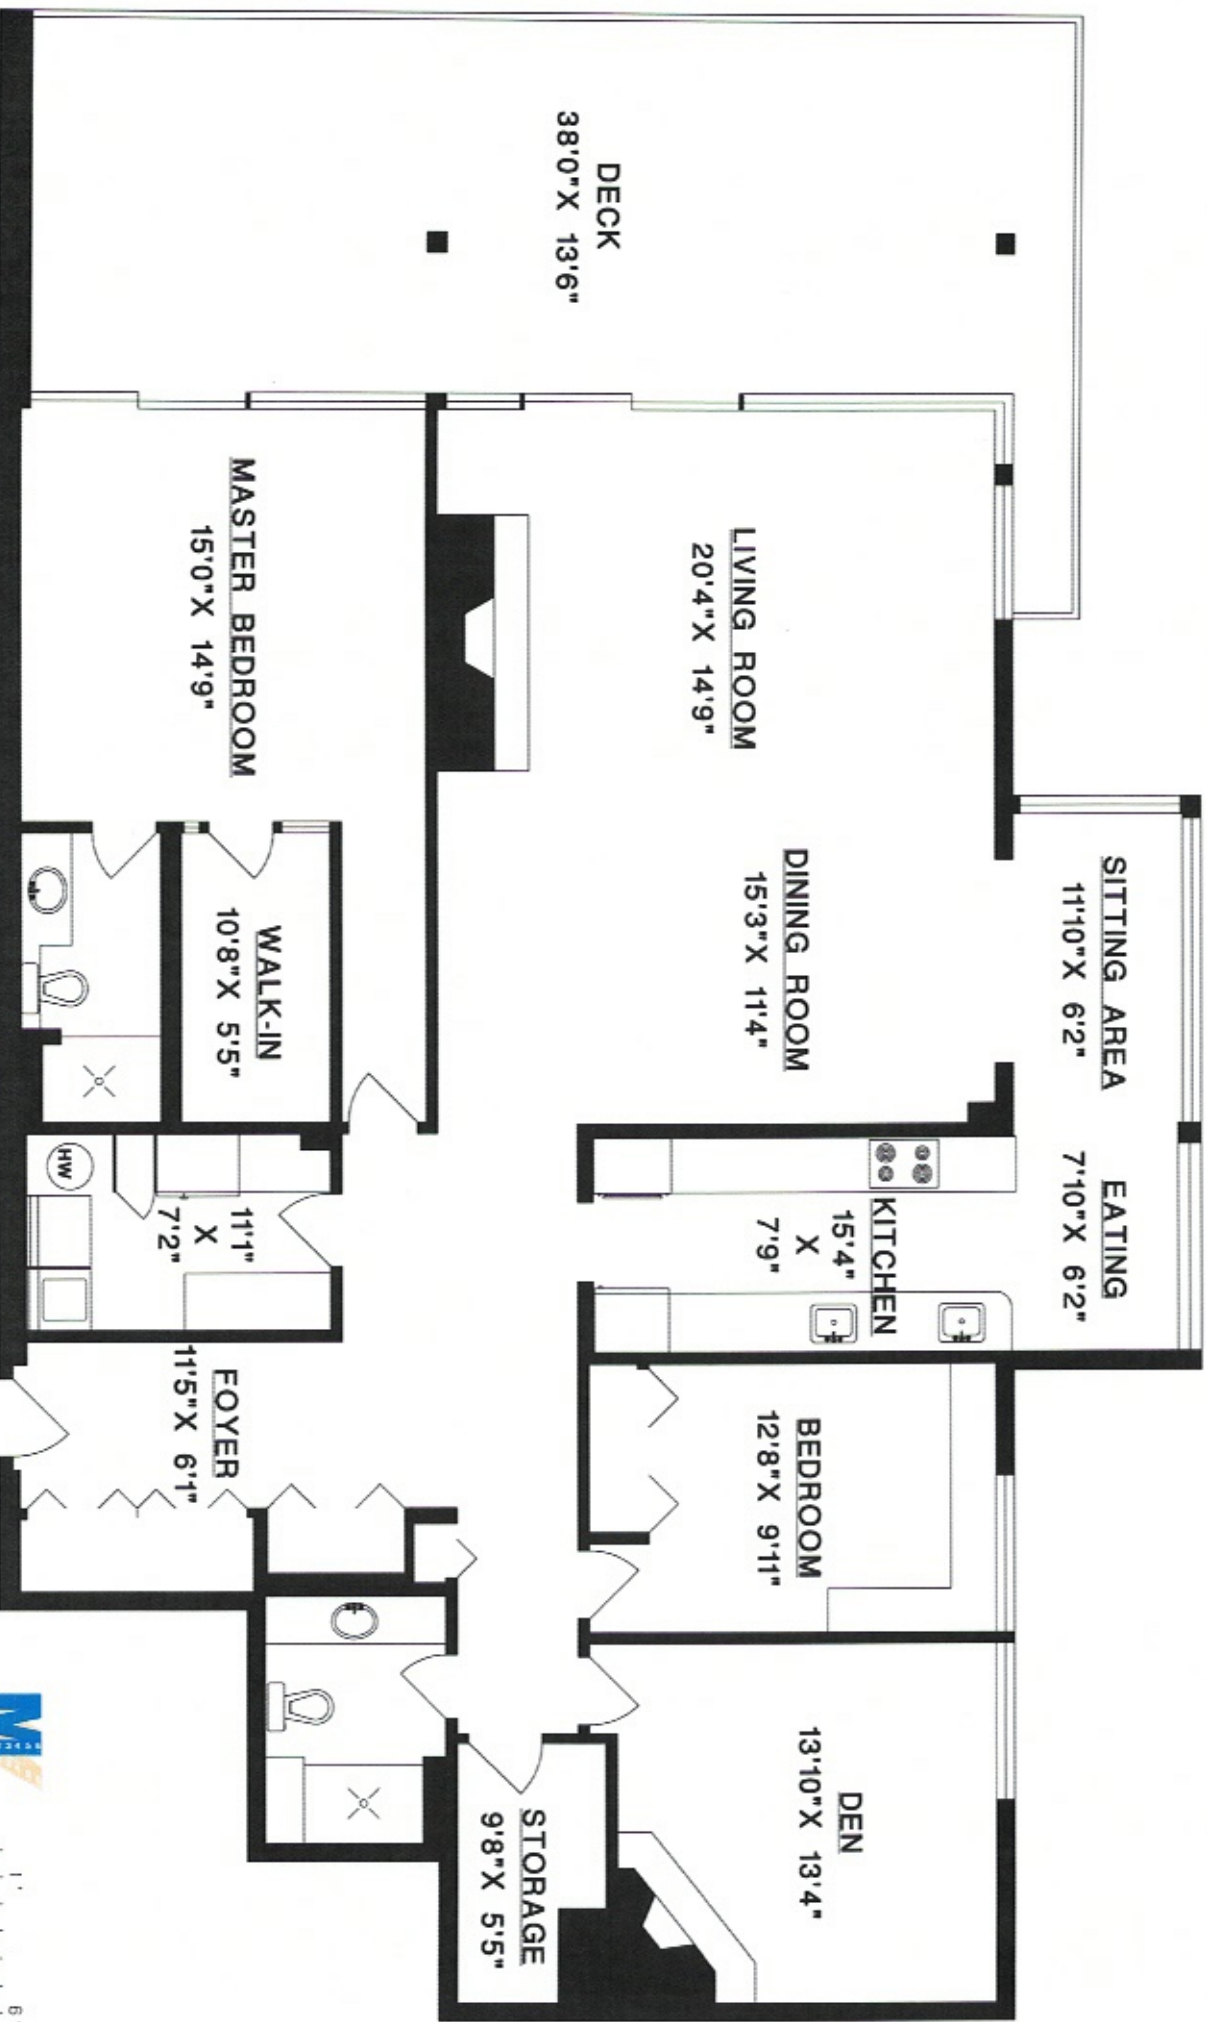 DECK
38'0"X 13'6"
LIVING ROOM
20'4"X 14'9"
MASTER BEDROOM
15'0"X 14'9"
SITTING AREA
11'10"X 6'2"
DINING ROOM
15'3"X 11'4"
WALK-IN
10'8"X 5'5"
EATING
7'10"X 6'2"
KITCHEN
15'4"
X
7'9"
11'1"
X
7'2"
HW
FOYER
11'5"X 6'1"
BEDROOM
12'8"X 9'11"
DEN
13'10"X 13'4"
STORAGE
9'8"X 5'5"
M
1'
6'